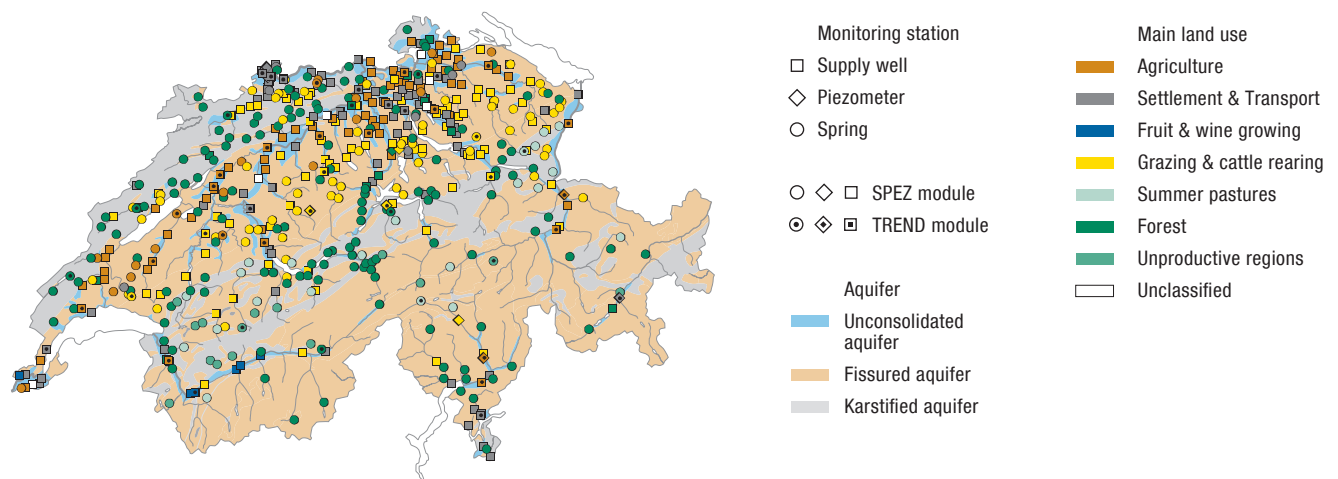 Monitoring station
Supply well
Piezometer
Spring
SPEZ module
TREND module
Aquifer
Unconsolidated
aquifer
Fissured aquifer
Karstified aquifer
Main land use
Agriculture
Settlement & Transport
Fruit & wine growing
Grazing & cattle rearing
Summer pastures
Forest
Unproductive regions
Unclassified